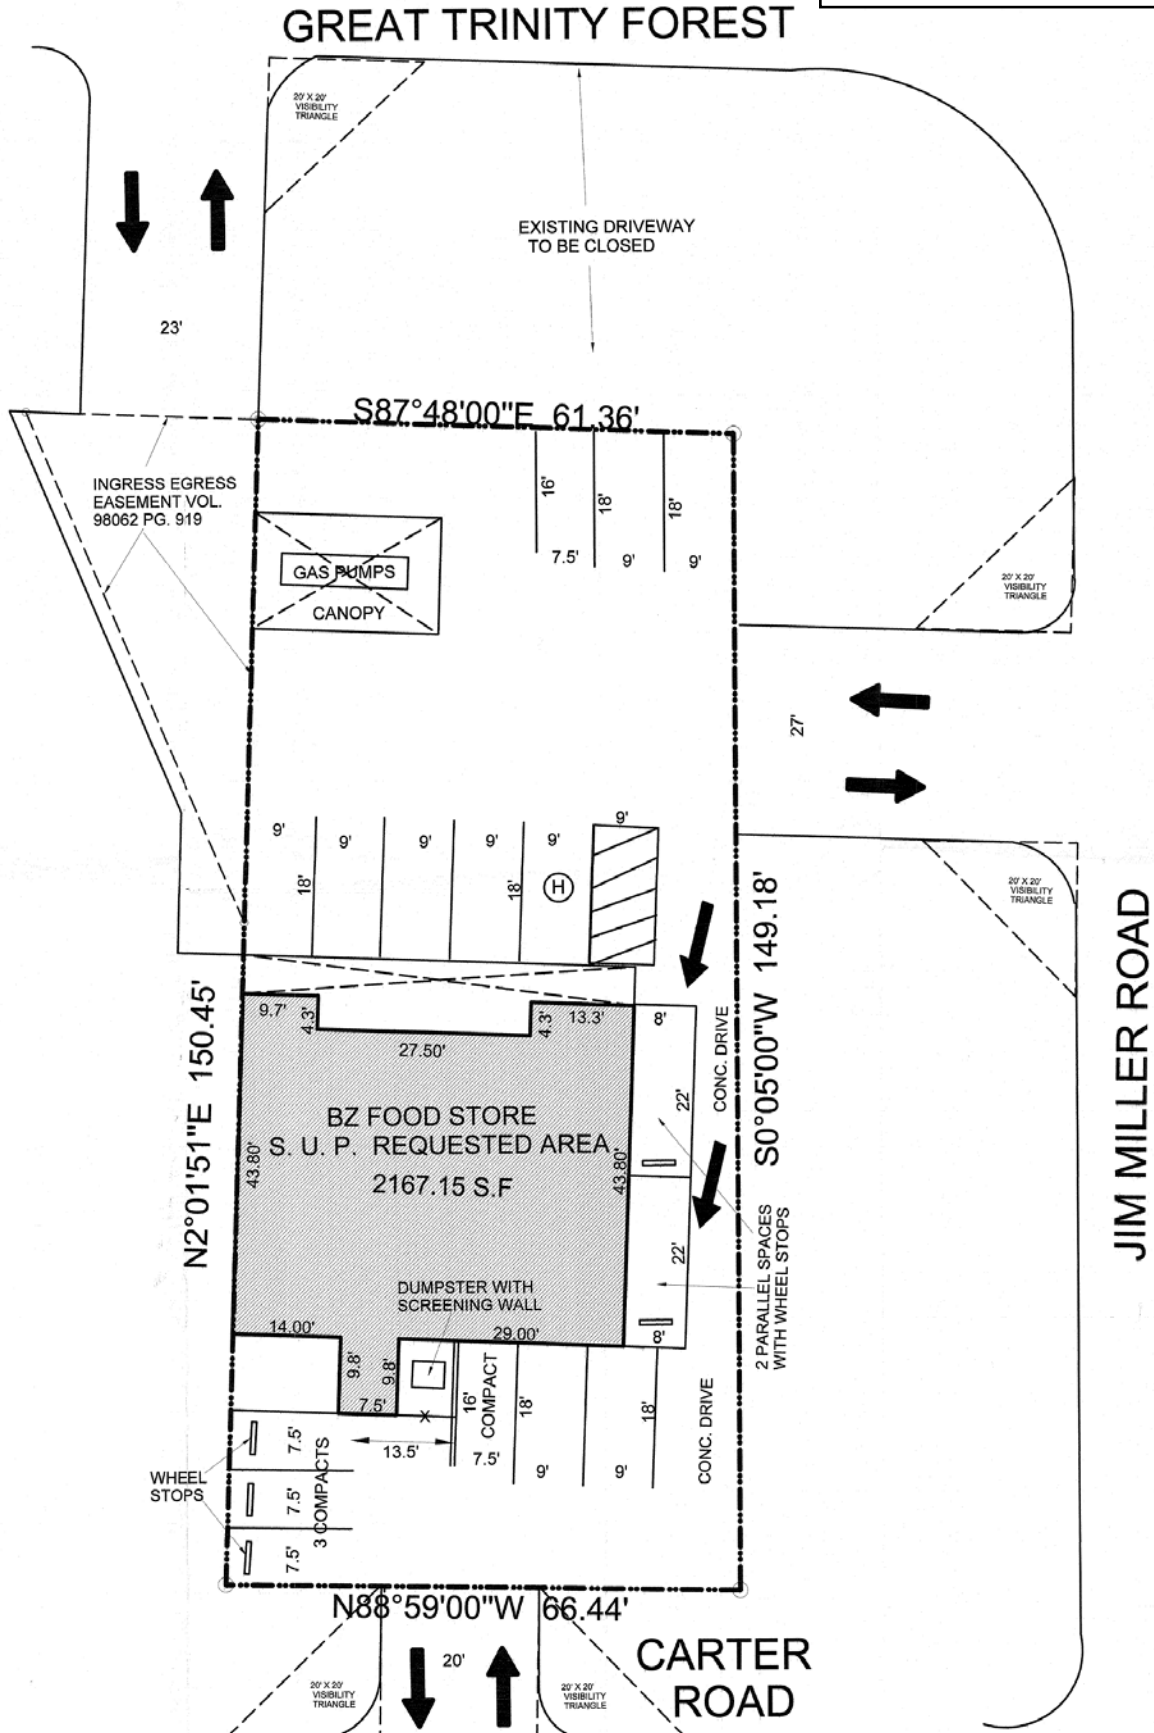 GREAT TRINITY FOREST
20' X 20'
VISIBILITY
TRIANGLE
EXISTING DRIVEWAY
TO BE CLOSED
23'
S87°48'00"E 61.36'
INGRESS EGRESS
EASEMENT VOL.
98062 PG. 919
16'
18'
18'
7.5'
9'
9'
GAS PUMPS
CANOPY
20' X 20'
VISIBILITY
TRIANGLE
27'
9'
9'
9'
9'
9'
9'
18'
18'
H
20' X 20'
VISIBILITY
TRIANGLE
S0°05'00"W 149.18'
JIM MILLER ROAD
N2°01'51"E 150.45'
9.7'
4.3'
27.50'
4.3'
13.3'
8'
CONC. DRIVE
22'
BZ FOOD STORE
S. U. P. REQUESTED AREA
2167.15 S.F
43.80'
43.80'
22'
8'
2 PARALLEL SPACES
WITH WHEEL STOPS
DUMPSTER WITH
SCREENING WALL
14.00'
29.00'
9.8'
9.8'
7.5'
X
13.5'
16'
COMPACT
7.5'
18'
9'
9'
18'
CONC. DRIVE
WHEEL
STOPS
7.5'
7.5'
7.5'
3 COMPACTS
N88°59'00"W 66.44'
20'
20' X 20'
VISIBILITY
TRIANGLE
20' X 20'
VISIBILITY
TRIANGLE
CARTER
ROAD